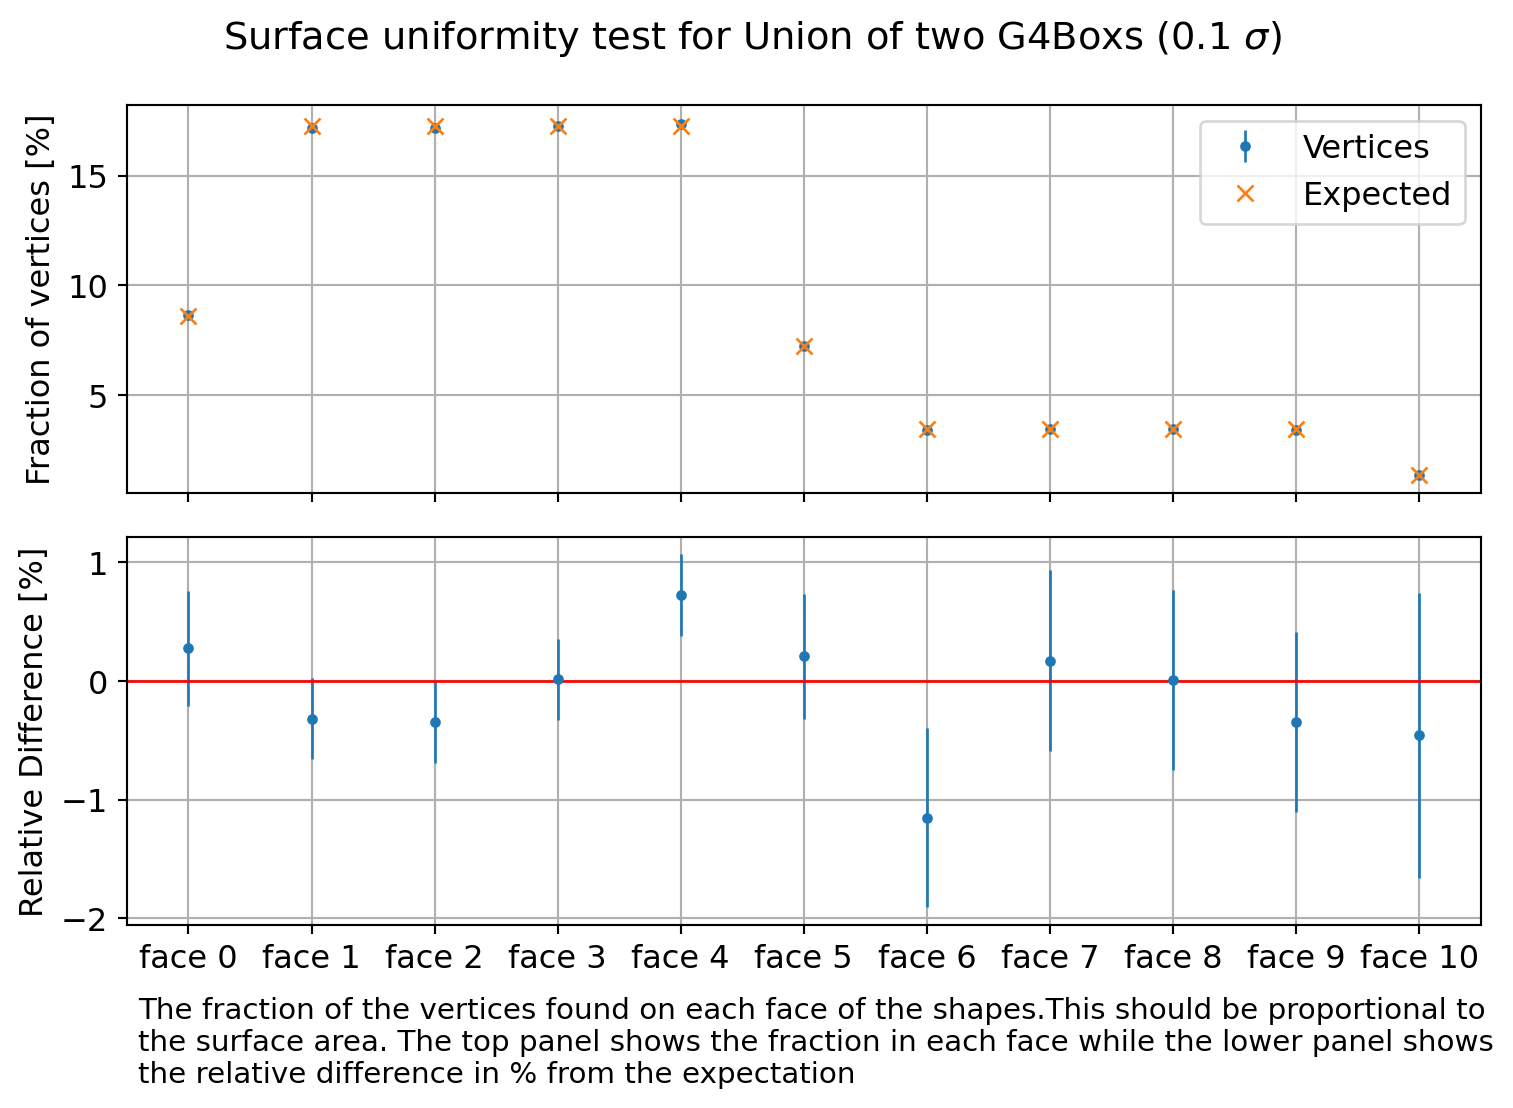 Surface uniformity test for Union of two G4Boxs (0.1 σ)
Fraction of vertices [%]
15
10
5
Vertices
Expected
Relative Difference [%]
1
0
−1
−2
face 0 face 1 face 2 face 3 face 4 face 5 face 6 face 7 face 8 face 9 face 10
The fraction of the vertices found on each face of the shapes.This should be proportional to
the surface area. The top panel shows the fraction in each face while the lower panel shows
the relative difference in % from the expectation